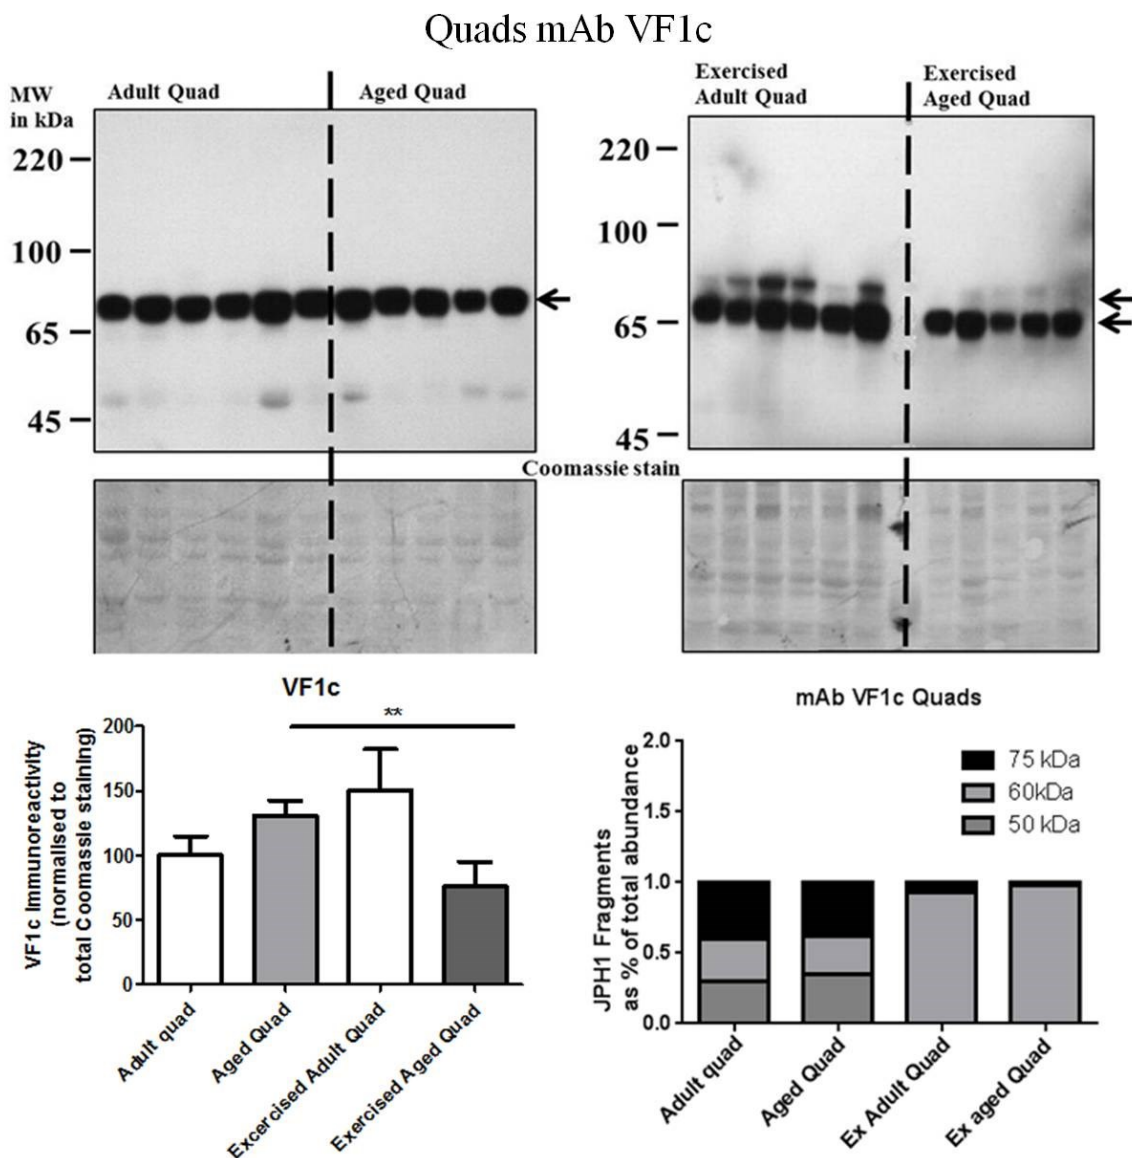 Quads mAb VF1c
MW
in kDa
Adult Quad
Aged Quad
220
100
65
45
Exercised
Adult Quad
Exercised
Aged Quad
220
100
65
45
Coomassie stain
VF1c
**
VF1c Immunoreactivity
(normalised to
total Coomassie staining)
200
150
100
50
0
Adult quad
Aged Quad
Excercised Adult Quad
Exercised Aged Quad
mAb VF1c Quads
JPH1 Fragments
as % of total abundance
2.0
1.5
1.0
0.5
0.0
75 kDa
60kDa
50 kDa
Adult quad
Aged Quad
Ex Adult Quad
Ex aged Quad